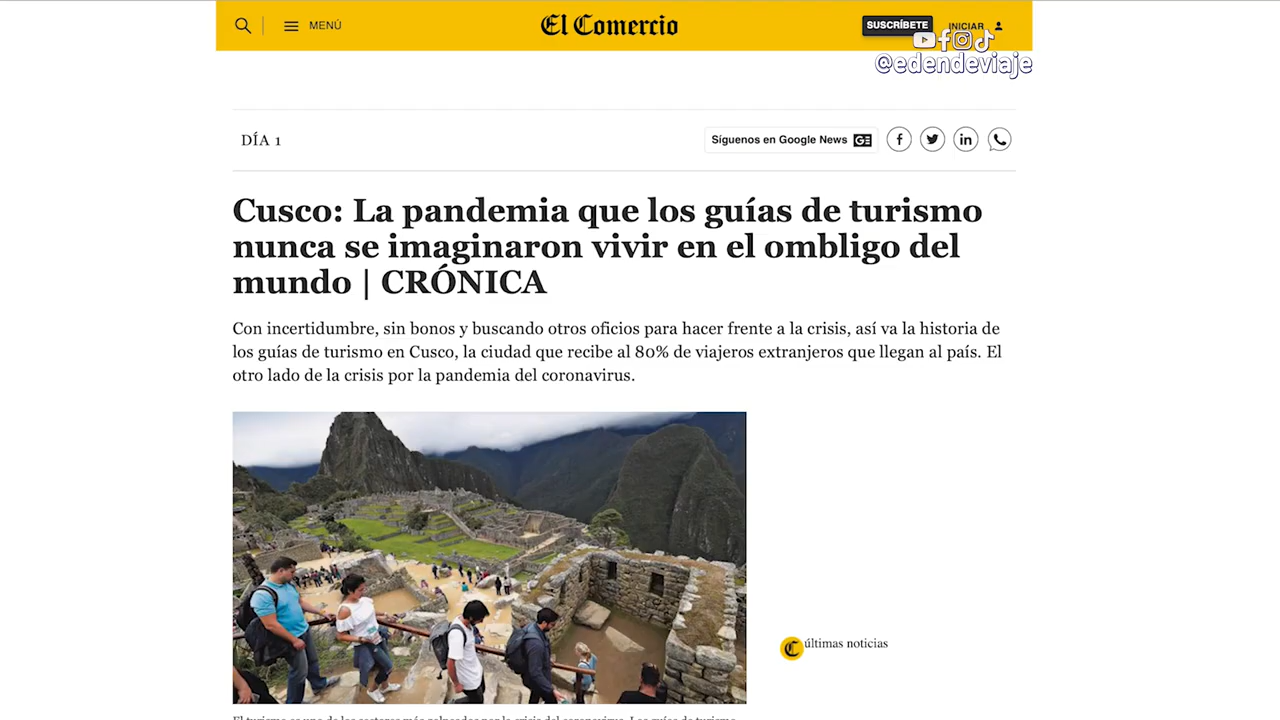 MENÚ
El Comercio
SUSCRÍBETE
INICIAR
@edendeviaje
DÍA 1
Síguenos en Google News
Cusco: La pandemia que los guías de turismo
nunca se imaginaron vivir en el ombligo del
mundo | CRÓNICA
Con incertidumbre, sin bonos y buscando otros oficios para hacer frente a la crisis, así va la historia de
los guías de turismo en Cusco, la ciudad que recibe al 80% de viajeros extranjeros que llegan al país. El
otro lado de la crisis por la pandemia del coronavirus.
últimas noticias